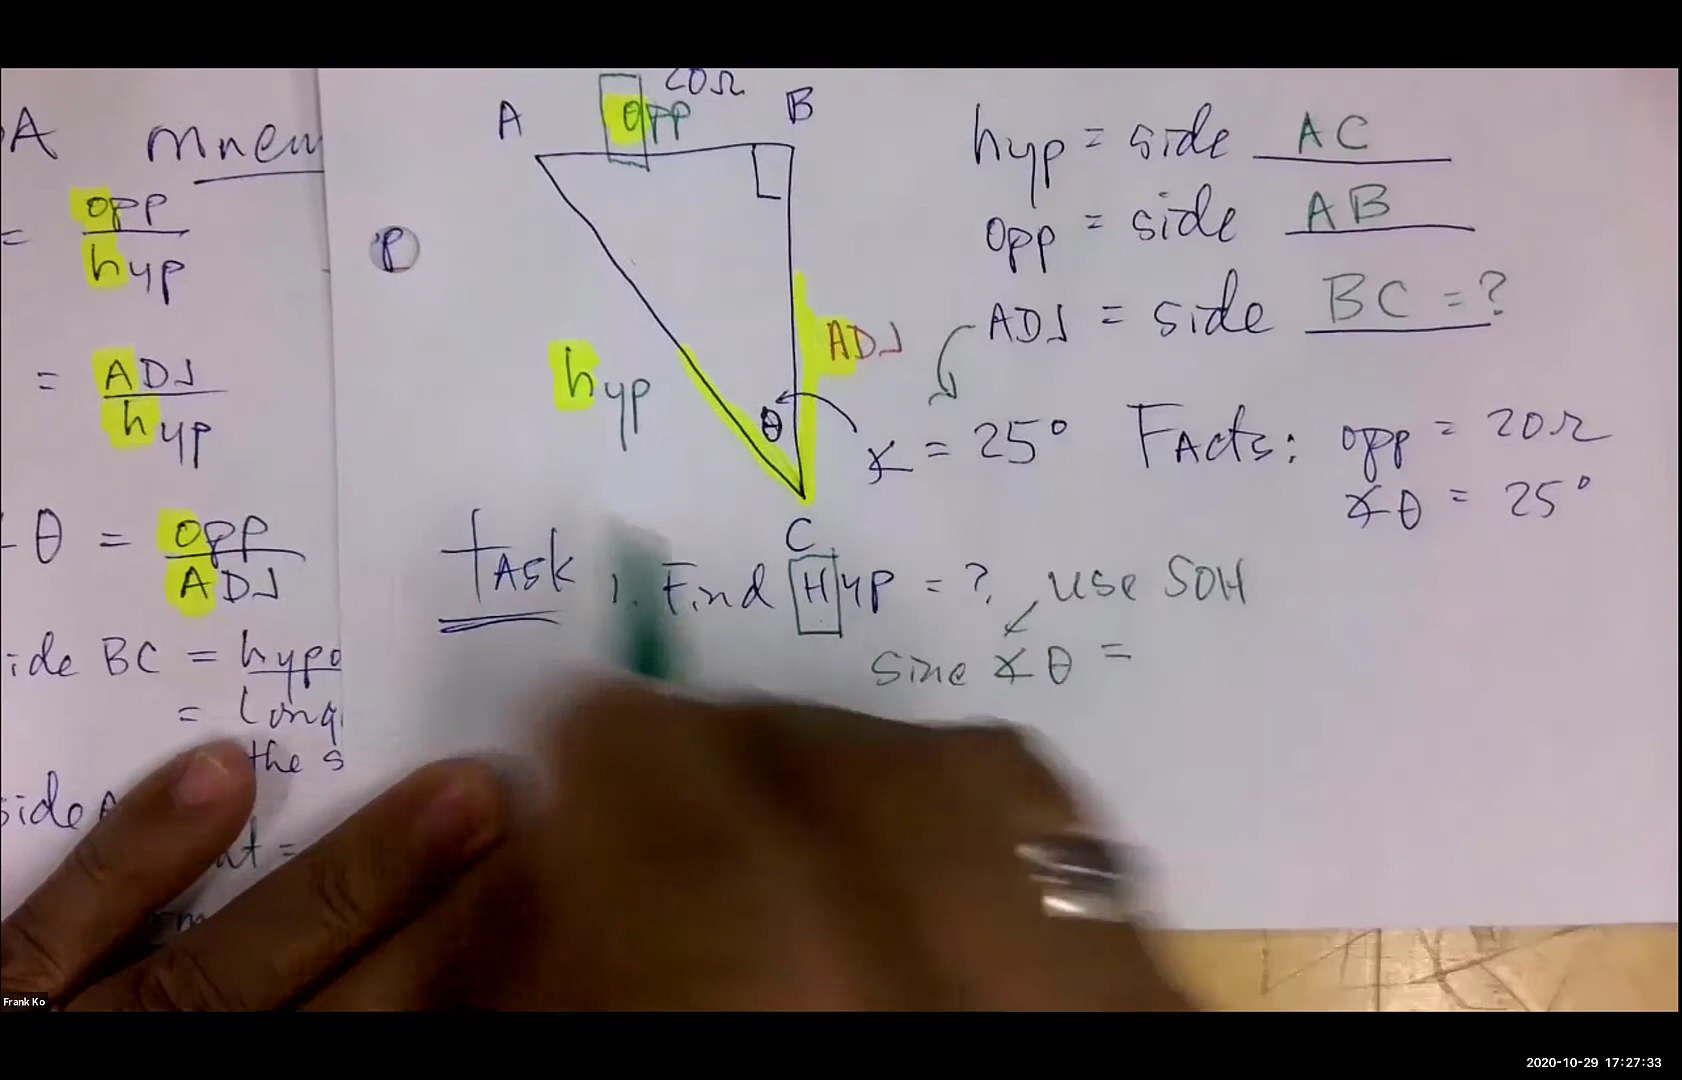 A mnem
= opp
hyp
= ADJ
hyp
θ = opp
ADJ
ide BC = hypo
= long
the s
side A
at =
20Ω
A opp B
P
hyp
ADJ
θ
∡ = 25°
C
hyp = side AC
opp = side AB
ADJ = side BC = ?
Facts: opp = 20Ω
∡θ = 25°
TASK 1. Find Hyp = ? use SOH
Sine ∡θ =
Frank Ko
2020-10-29 17:27:33